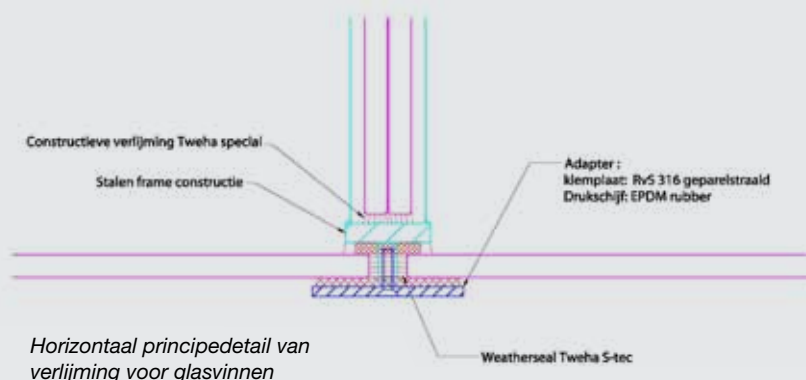 Constructieve verlijming Tweha special
Stalen frame constructie
Adapter :
klemplaat: RvS 316 geparelstraald
Drukschijf: EPDM rubber
Weatherseal Tweha S-tec
Horizontaal principedetail van
verlijming voor glasvinnen